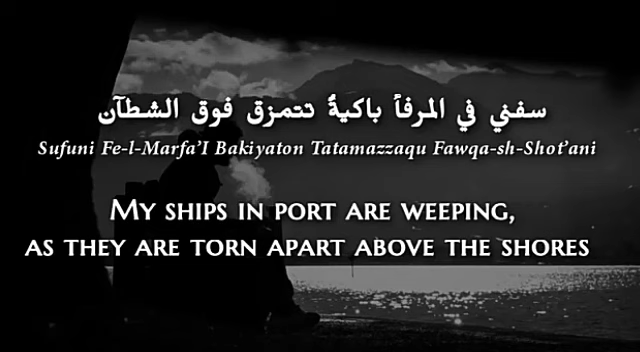 سفني في المرفأ باكيةٌ تتمزق فوق الشطآن
Sufuni Fe-l-Marfa'I Bakiyaton Tatamazzaqu Fawqa-sh-Shot'ani
My ships in port are weeping,
as they are torn apart above the shores